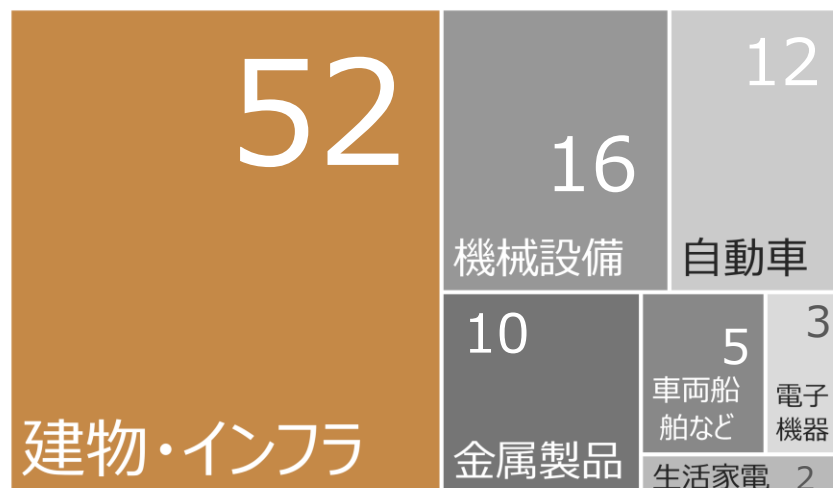 52
建物・インフラ
16
機械設備
12
自動車
10
金属製品
5
車両船
舶など
3
電子
機器
生活家電 2